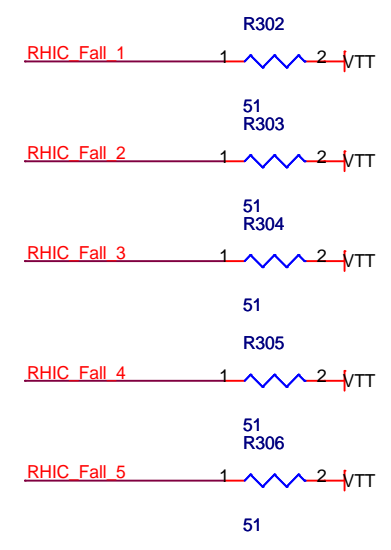 R302
RHIC_Fall_1 1 2 VTT
51
R303
RHIC_Fall_2 1 2 VTT
51
R304
RHIC_Fall_3 1 2 VTT
51
R305
RHIC_Fall_4 1 2 VTT
51
R306
RHIC_Fall_5 1 2 VTT
51